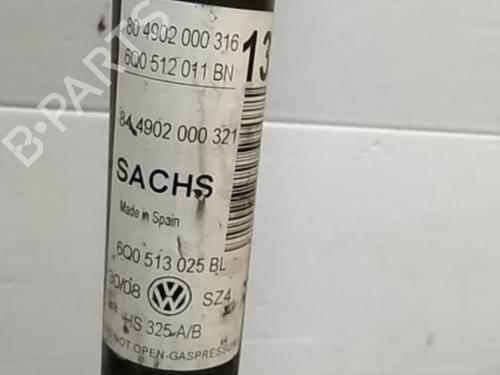 80 4902 000 316
6Q0 512 011 BN
13
84 4902 000 321
SACHS
Made in Spain
6Q0 513 025 BL
30/08 SZ4
HS 325-A/B
NOT OPEN-GASPRESSU
B-PARTS